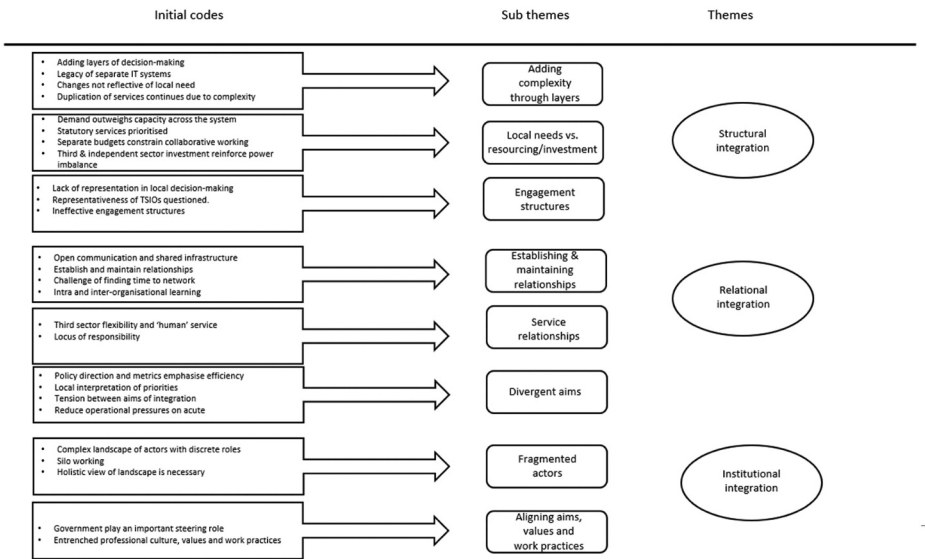 Initial codes
Sub themes
Themes
• Adding layers of decision-making
• Legacy of separate IT systems
• Changes not reflective of local need
• Duplication of services continues due to complexity
Adding
complexity
through layers
• Demand outweighs capacity across the system
• Statutory services prioritised
• Separate budgets constrain collaborative working
• Third & independent sector investment reinforce power
imbalance
Local needs vs.
resourcing/investment
Structural
integration
• Lack of representation in local decision-making
• Representativeness of TSIOs questioned.
• Ineffective engagement structures
Engagement
structures
• Open communication and shared infrastructure
• Establish and maintain relationships
• Challenge of finding time to network
• Intra and inter-organisational learning
Establishing &
maintaining
relationships
Relational
integration
• Third sector flexibility and ‘human’ service
• Locus of responsibility
Service
relationships
• Policy direction and metrics emphasise efficiency
• Local interpretation of priorities
• Tension between aims of integration
• Reduce operational pressures on acute
Divergent aims
• Complex landscape of actors with discrete roles
• Silo working
• Holistic view of landscape is necessary
Fragmented
actors
Institutional
integration
• Government play an important steering role
• Entrenched professional culture, values and work practices
Aligning aims,
values and
work practices